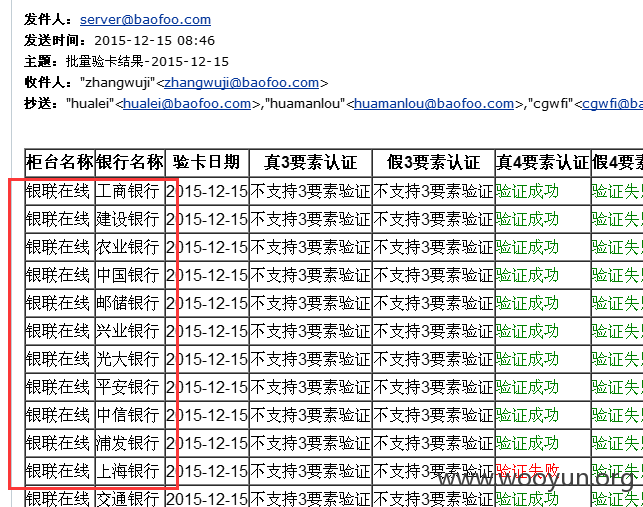 发件人：server@baofoo.com
发送时间：2015-12-15 08:46
主题：批量验卡结果-2015-12-15
收件人："zhangwuji"<zhangwuji@baofoo.com>
抄送："hualei"<hualei@baofoo.com>,"huamanlou"<huamanlou@baofoo.com>,"cgwfi"<cgwfi@ba
柜台名称 银行名称 验卡日期 真3要素认证 假3要素认证 真4要素认证 假4要
银联在线 工商银行 2015-12-15 不支持3要素验证 不支持3要素验证 验证成功 验证失
银联在线 建设银行 2015-12-15 不支持3要素验证 不支持3要素验证 验证成功 验证失
银联在线 农业银行 2015-12-15 不支持3要素验证 不支持3要素验证 验证成功 验证失
银联在线 中国银行 2015-12-15 不支持3要素验证 不支持3要素验证 验证成功 验证失
银联在线 邮储银行 2015-12-15 不支持3要素验证 不支持3要素验证 验证成功 验证失
银联在线 兴业银行 2015-12-15 不支持3要素验证 不支持3要素验证 验证成功 验证失
银联在线 光大银行 2015-12-15 不支持3要素验证 不支持3要素验证 验证成功 验证失
银联在线 平安银行 2015-12-15 不支持3要素验证 不支持3要素验证 验证成功 验证失
银联在线 中信银行 2015-12-15 不支持3要素验证 不支持3要素验证 验证成功 验证失
银联在线 浦发银行 2015-12-15 不支持3要素验证 不支持3要素验证 验证成功 验证失
银联在线 上海银行 2015-12-15 不支持3要素验证 不支持3要素验证 验证失败 验证失
www.wooyun.org
银联在线 交通银行 2015-12-15 不支持3要素验证 不支持3要素验证 验证成功 验证失